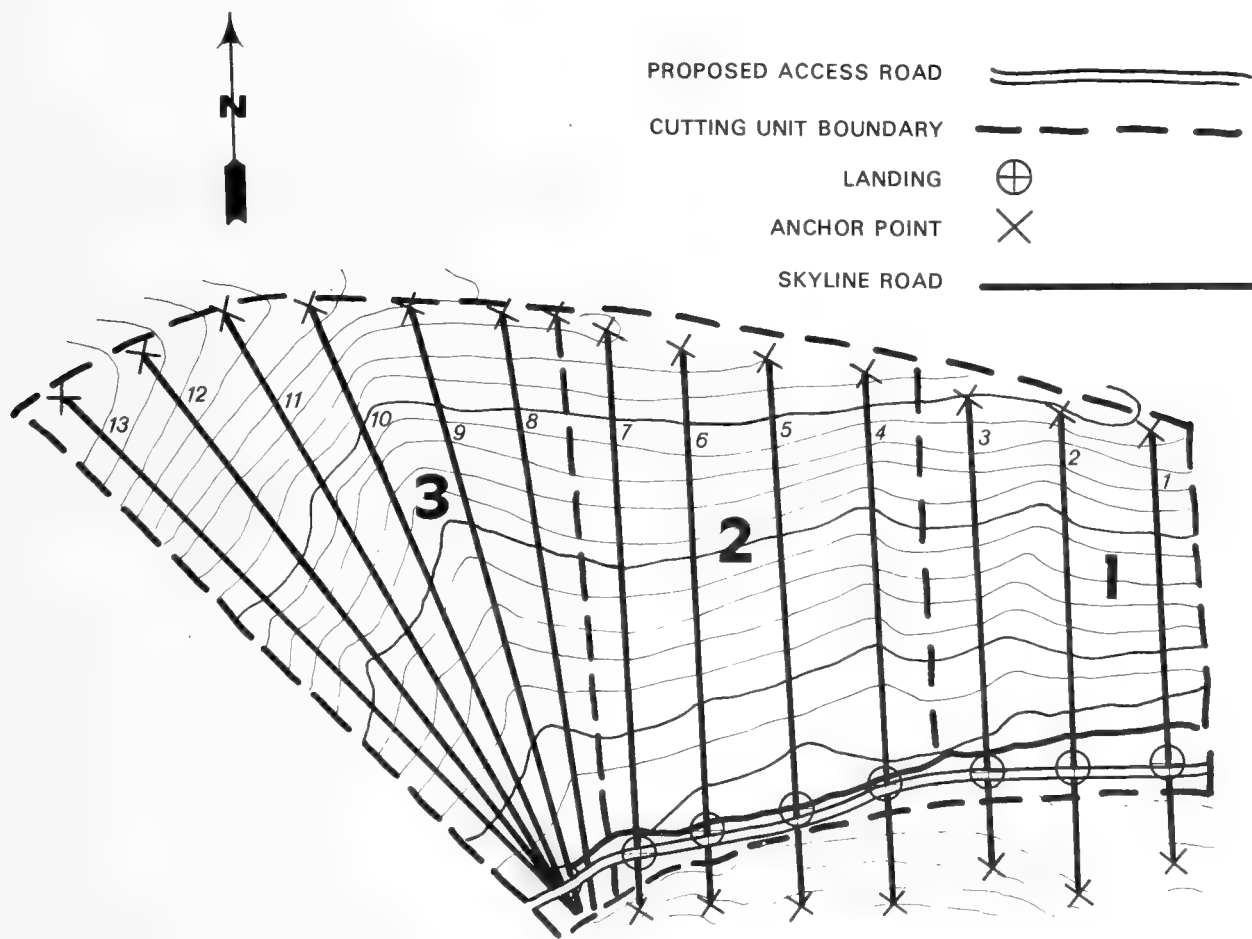 N
PROPOSED ACCESS ROAD
CUTTING UNIT BOUNDARY
LANDING
ANCHOR POINT
SKYLINE ROAD
13
12
11
10
9
8
7
6
5
4
3
2
1
3
2
1